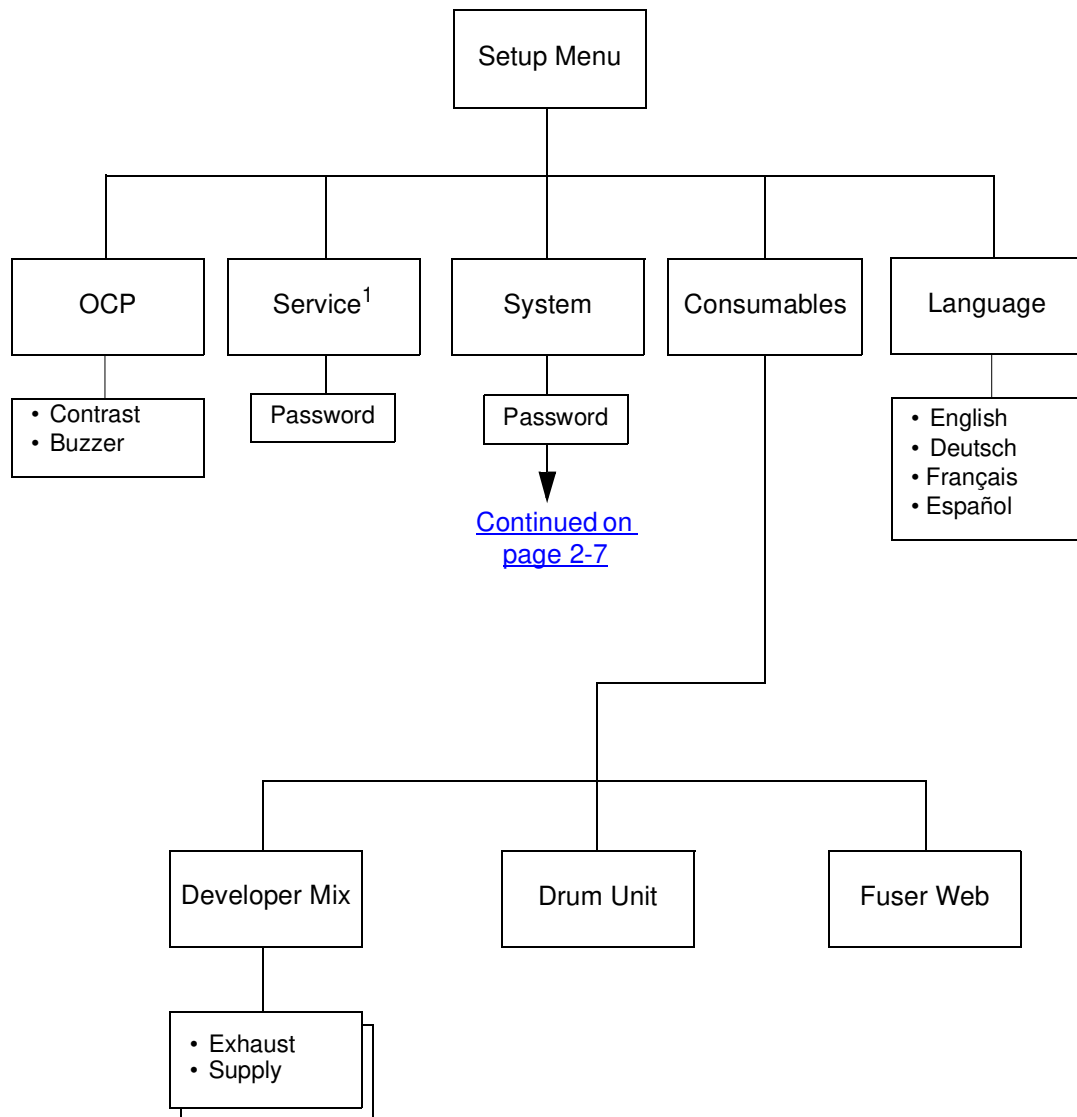 Setup Menu
OCP
Service1
System
Consumables
Language
• Contrast
• Buzzer
Password
Password
• English
• Deutsch
• Français
• Español
Continued on
page 2-7
Developer Mix
Drum Unit
Fuser Web
• Exhaust
• Supply